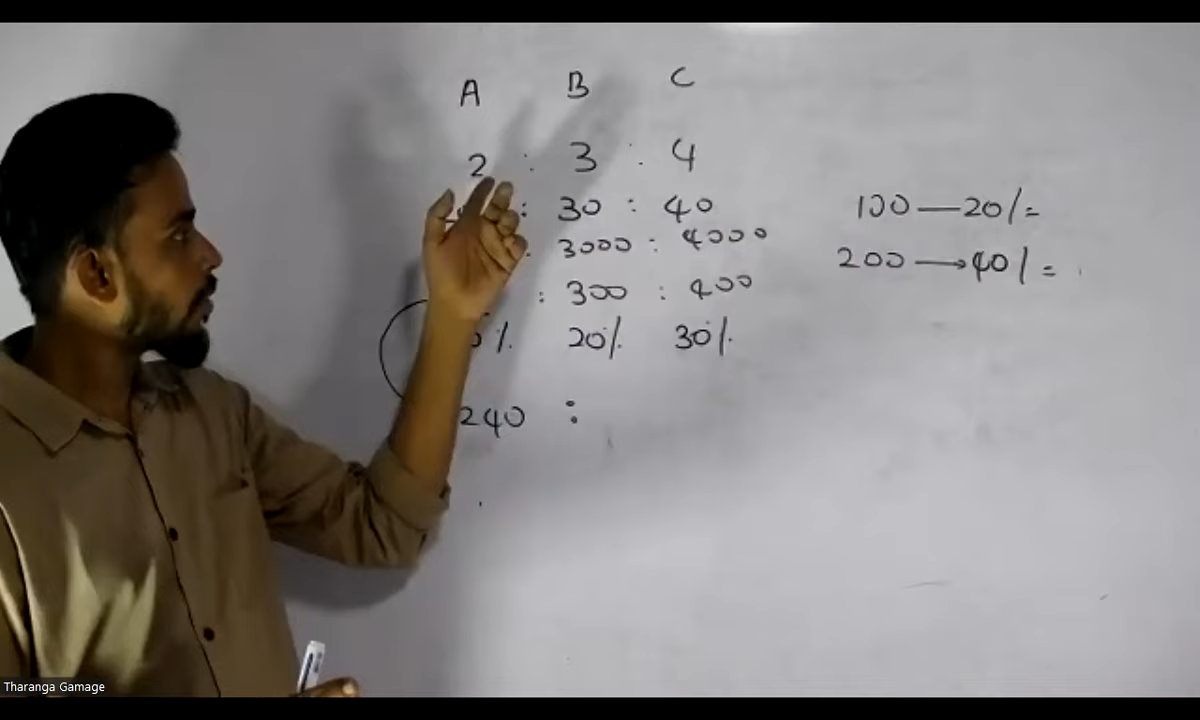 A B C
2 : 3 : 4
: 30 : 40
3000 : 4000
: 300 : 400
% 20% 30%
240 :
100 — 20/=
200 → 40/=
Tharanga Gamage